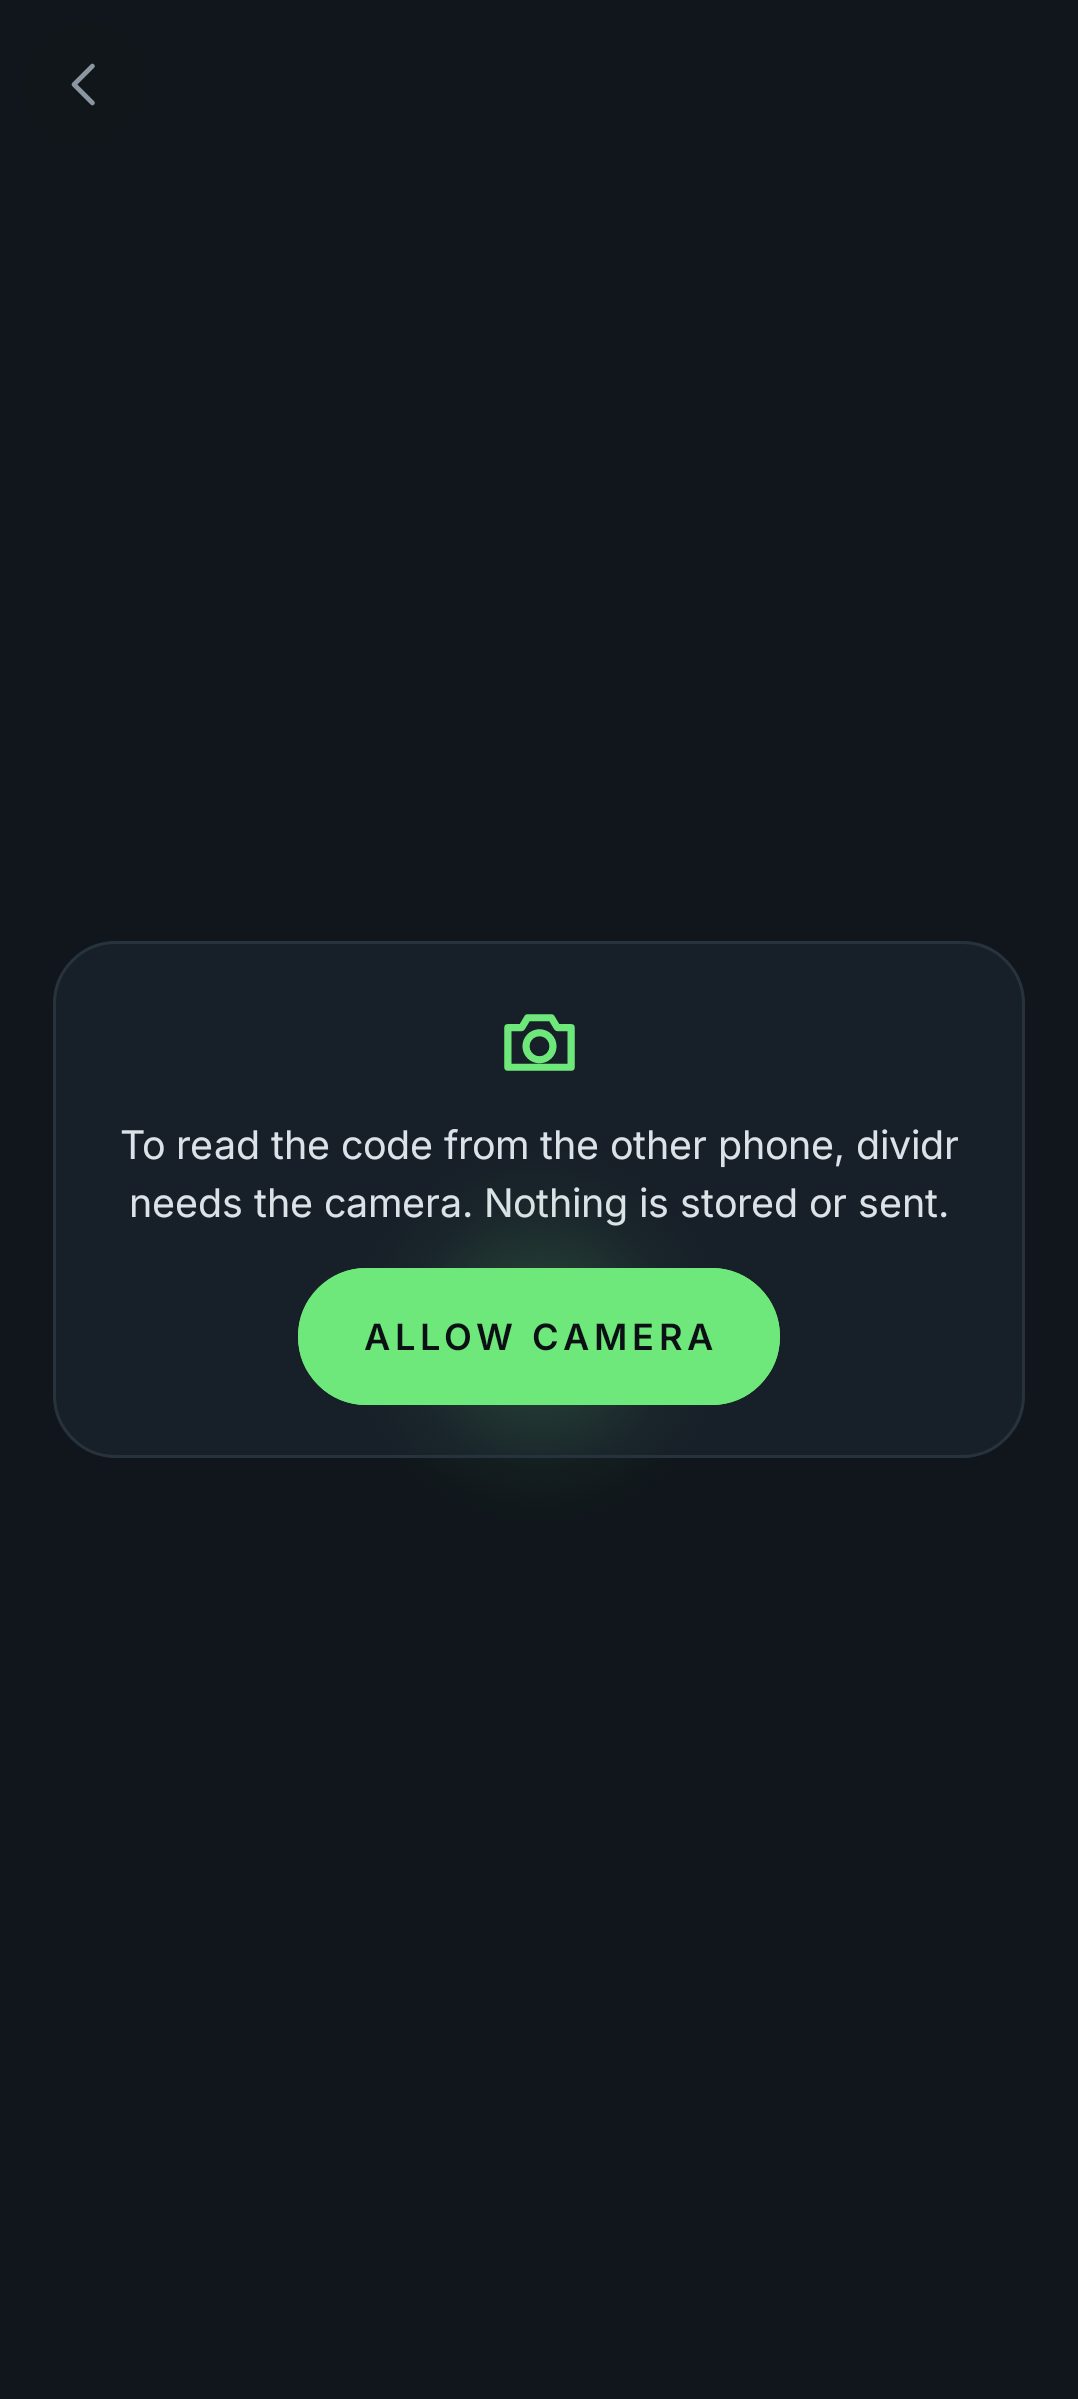 To read the code from the other phone, dividr
needs the camera. Nothing is stored or sent.
ALLOW CAMERA